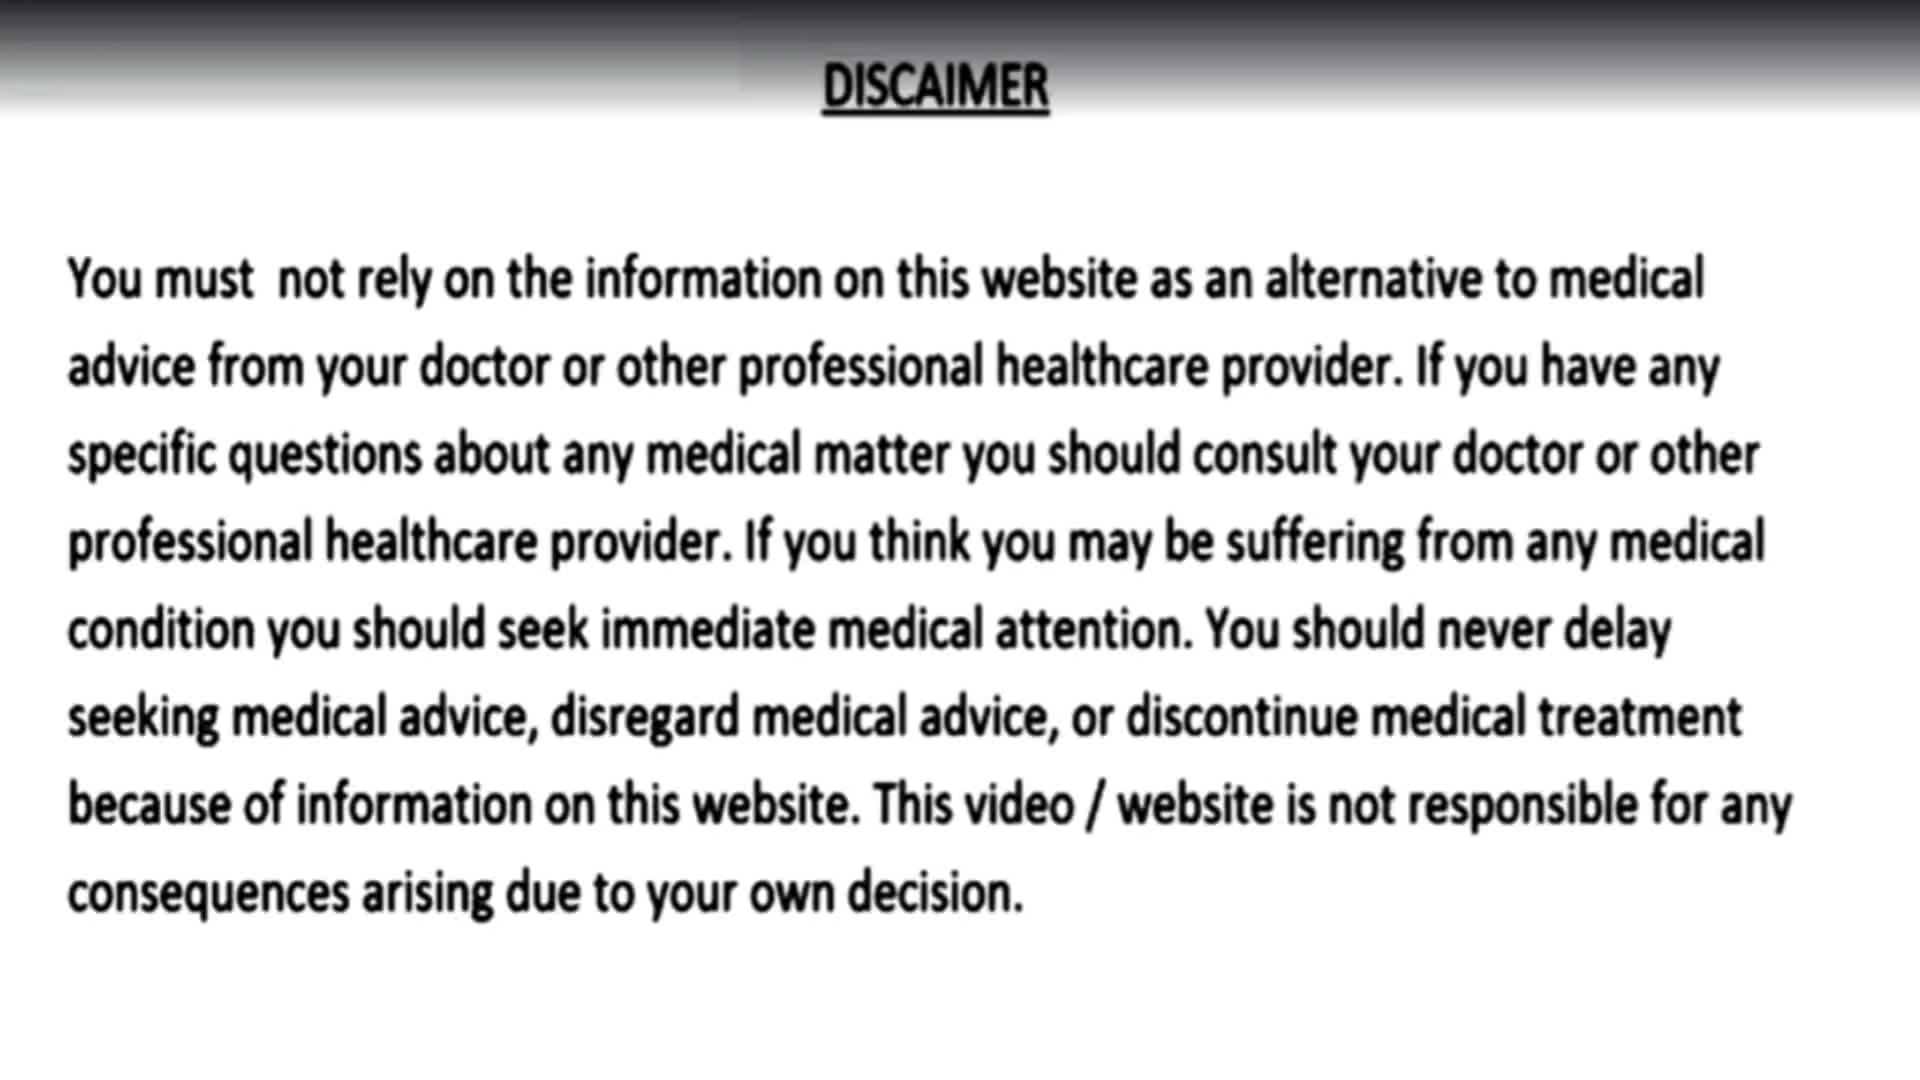 DISCAIMER
You must  not rely on the information on this website as an alternative to medical
advice from your doctor or other professional healthcare provider. If you have any
specific questions about any medical matter you should consult your doctor or other
professional healthcare provider. If you think you may be suffering from any medical
condition you should seek immediate medical attention. You should never delay
seeking medical advice, disregard medical advice, or discontinue medical treatment
because of information on this website. This video / website is not responsible for any
consequences arising due to your own decision.